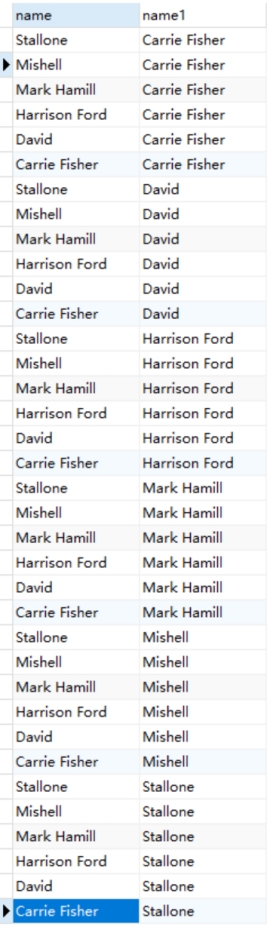 name name1
Stallone Carrie Fisher
Mishell Carrie Fisher
Mark Hamill Carrie Fisher
Harrison Ford Carrie Fisher
David Carrie Fisher
Carrie Fisher Carrie Fisher
Stallone David
Mishell David
Mark Hamill David
Harrison Ford David
David David
Carrie Fisher David
Stallone Harrison Ford
Mishell Harrison Ford
Mark Hamill Harrison Ford
Harrison Ford Harrison Ford
David Harrison Ford
Carrie Fisher Harrison Ford
Stallone Mark Hamill
Mishell Mark Hamill
Mark Hamill Mark Hamill
Harrison Ford Mark Hamill
David Mark Hamill
Carrie Fisher Mark Hamill
Stallone Mishell
Mishell Mishell
Mark Hamill Mishell
Harrison Ford Mishell
David Mishell
Carrie Fisher Mishell
Stallone Stallone
Mishell Stallone
Mark Hamill Stallone
Harrison Ford Stallone
David Stallone
Carrie Fisher Stallone